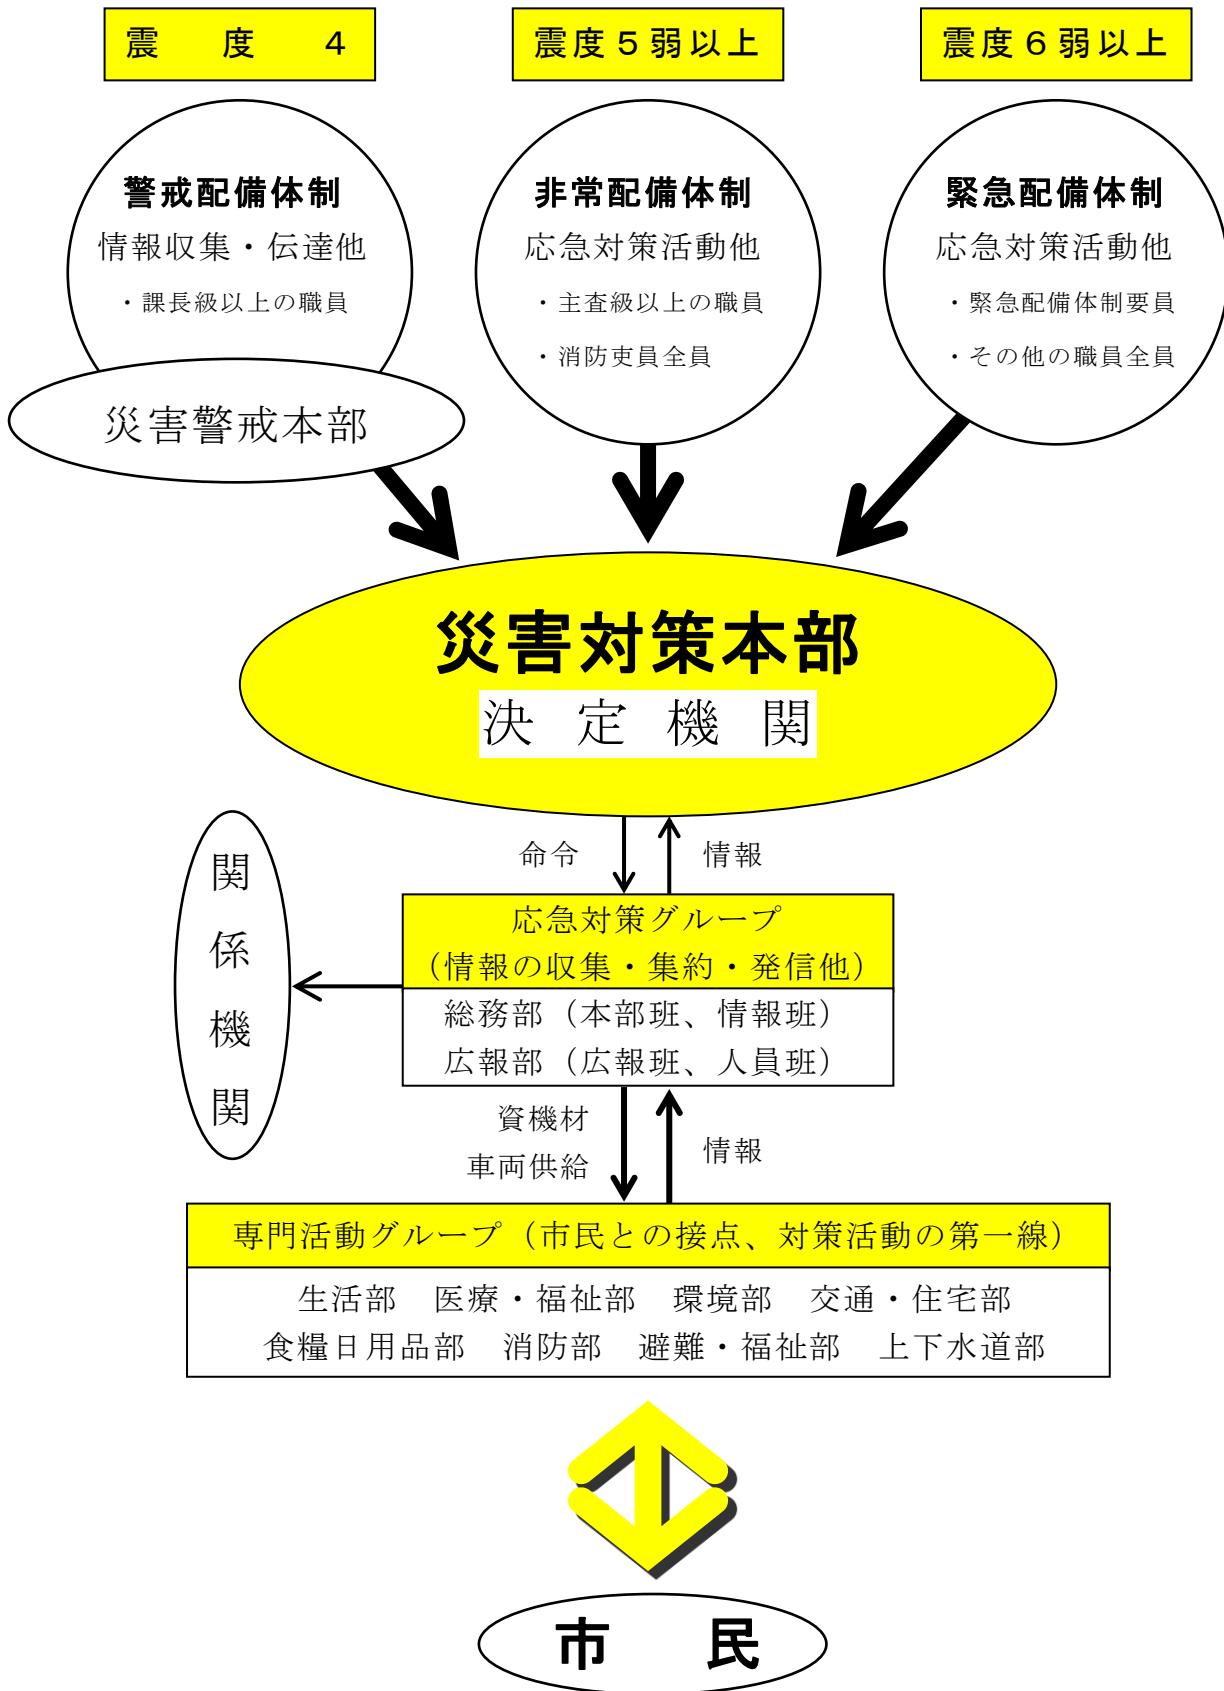 震　度　４
震度５弱以上
震度６弱以上
警戒配備体制
情報収集・伝達他
・課長級以上の職員
災害警戒本部
非常配備体制
応急対策活動他
・主査級以上の職員
・消防吏員全員
緊急配備体制
応急対策活動他
・緊急配備体制要員
・その他の職員全員
災害対策本部
決定機関
命令
情報
関係機関
応急対策グループ
（情報の収集・集約・発信他）
総務部（本部班、情報班）
広報部（広報班、人員班）
資機材
車両供給
情報
専門活動グループ（市民との接点、対策活動の第一線）
生活部　医療・福祉部　環境部　交通・住宅部
食糧日用品部　消防部　避難・福祉部　上下水道部
市　民